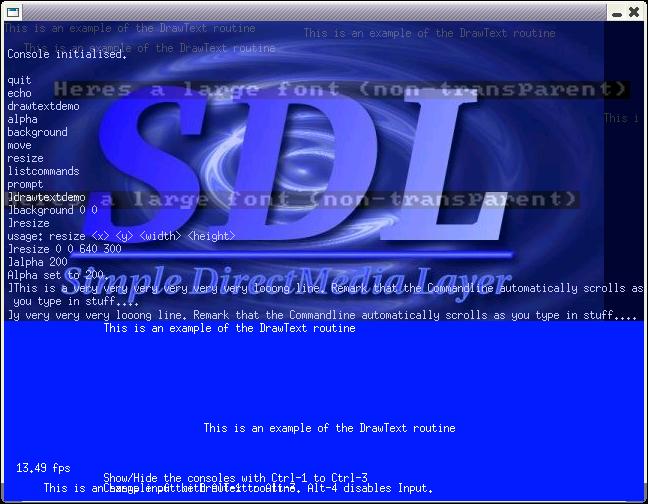 This is an example of the DrawText routine
This is an example of the DrawText routine
This is an example of the DrawText routine
Console initialised.
quit
echo
Heres a large font (non transparent)
drawtextdemo
alpha
This i
background
move
resize
listcommands
prompt
]drawtextdemo
Heres a large font (non-transparent)
]background 0 0
]resize
usage: resize <x> <y> <width> <height>
]resize 0 0 640 300
]alpha 200
Alpha set to 200.
SDL
Simple DirectMedia Layer
]This is a very very very very very very looong line. Remark that the Commandline automatically scrolls as
you type in stuff....
]y very very very looong line. Remark that the Commandline automatically scrolls as you type in stuff....
This is an example of the DrawText routine
This is an example of the DrawText routine
13.49 fps
Show/Hide the consoles with Ctrl-1 to Ctrl-3
This is an example of the DrawText routine. Alt-4 disables Input.